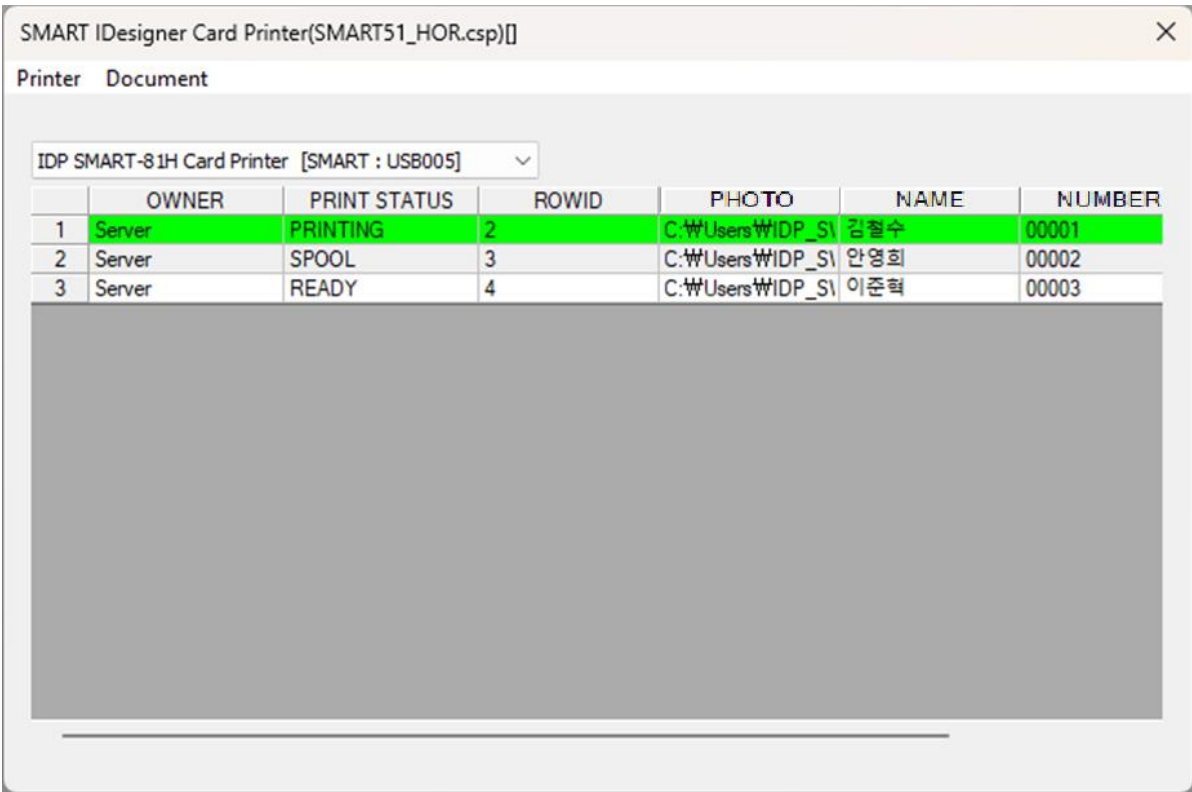 SMART IDesigner Card Printer(SMART51_HOR.csp)[]
Printer Document
IDP SMART-81H Card Printer [SMART : USB005]
OWNER PRINT STATUS ROWID PHOTO NAME NUMBER
1 Server PRINTING 2 C:₩Users₩IDP_S\ 김철수 00001
2 Server SPOOL 3 C:₩Users₩IDP_S\ 안영희 00002
3 Server READY 4 C:₩Users₩IDP_S\ 이준혁 00003